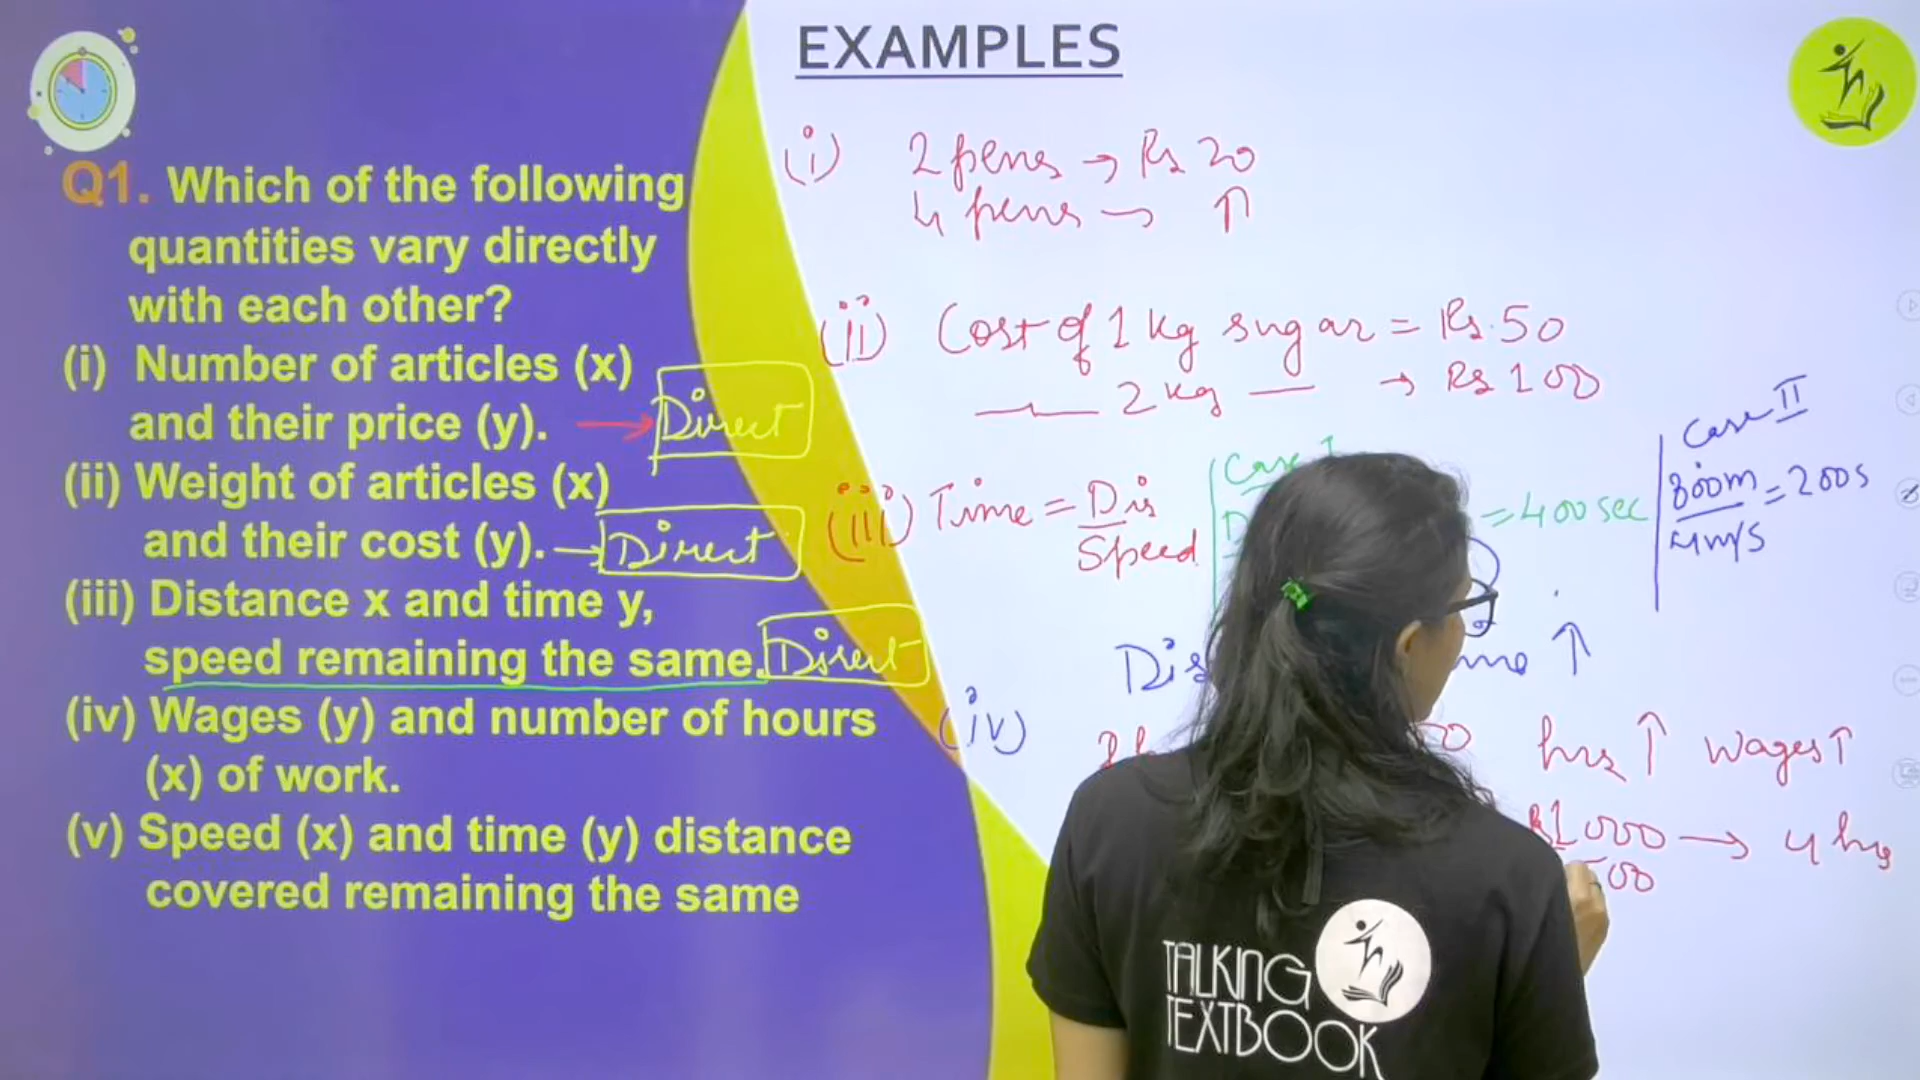 EXAMPLES
Q1. Which of the following
quantities vary directly
with each other?
(i) Number of articles (x)
and their price (y). → Direct
(ii) Weight of articles (x)
and their cost (y). → Direct
(iii) Distance x and time y,
speed remaining the same. Direct
(iv) Wages (y) and number of hours
(x) of work.
(v) Speed (x) and time (y) distance
covered remaining the same
(i) 2 pens → Rs 20
4 pens → ↑
(ii) Cost of 1 kg sugar = Rs. 50
2 kg → Rs 100
(iii) Time = Dis
Speed
Case I
= 400 sec
Case II
800m = 200s
4m/s
Dis
↑
(iv)
hrs ↑ wages ↑
1000 → 4 hrs
TALKING
TEXTBOOK